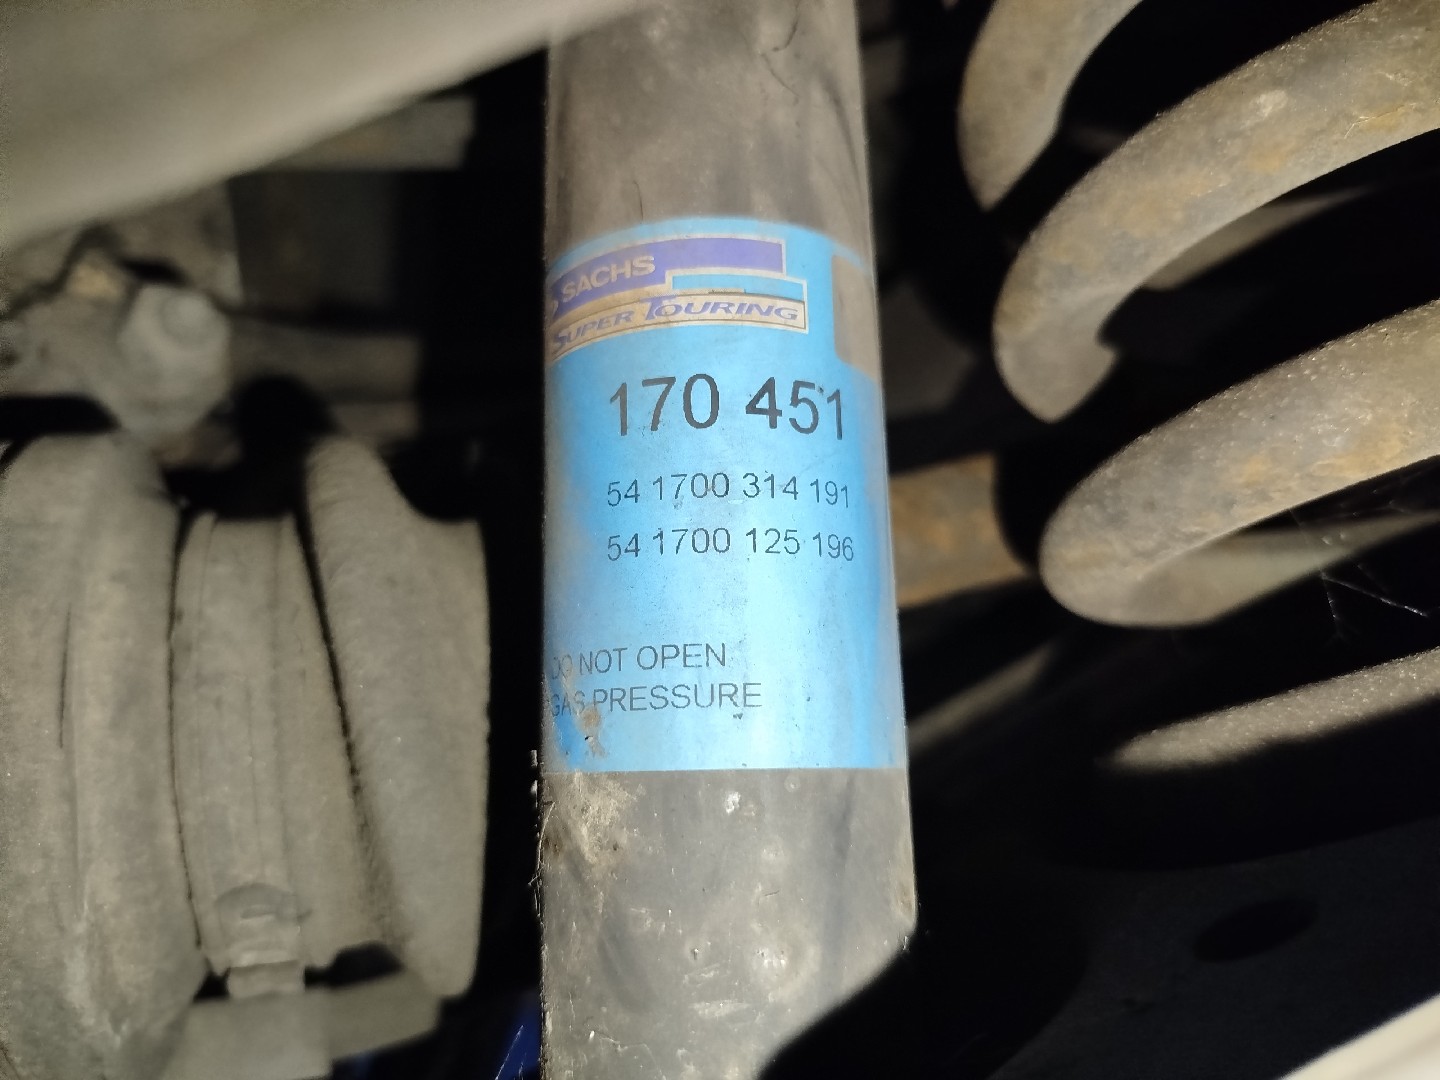 SACHS
SUPER TOURING
170 451
54 1700 314 191
54 1700 125 196
DO NOT OPEN
GAS PRESSURE